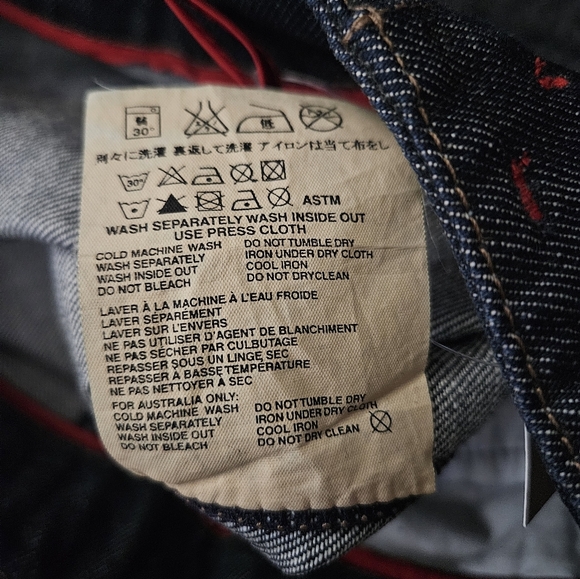 弱
30°
低
別々に洗濯 裏返して洗濯 アイロンは当て布をし
30°
ASTM
WASH SEPARATELY WASH INSIDE OUT
USE PRESS CLOTH
COLD MACHINE WASH DO NOT TUMBLE DRY
WASH SEPARATELY IRON UNDER DRY CLOTH
WASH INSIDE OUT COOL IRON
DO NOT BLEACH DO NOT DRYCLEAN
LAVER À LA MACHINE À L'EAU FROIDE
LAVER SÉPARÉMENT
LAVER SUR L'ENVERS
NE PAS UTILISER D'AGENT DE BLANCHIMENT
NE PAS SÉCHER PAR CULBUTAGE
REPASSER SOUS UN LINGE SEC
REPASSER À BASSE TEMPÉRATURE
NE PAS NETTOYER À SEC
FOR AUSTRALIA ONLY:
COLD MACHINE WASH DO NOT TUMBLE DRY
WASH SEPARATELY IRON UNDER DRY CLOTH
WASH INSIDE OUT COOL IRON
DO NOT BLEACH DO NOT DRY CLEAN